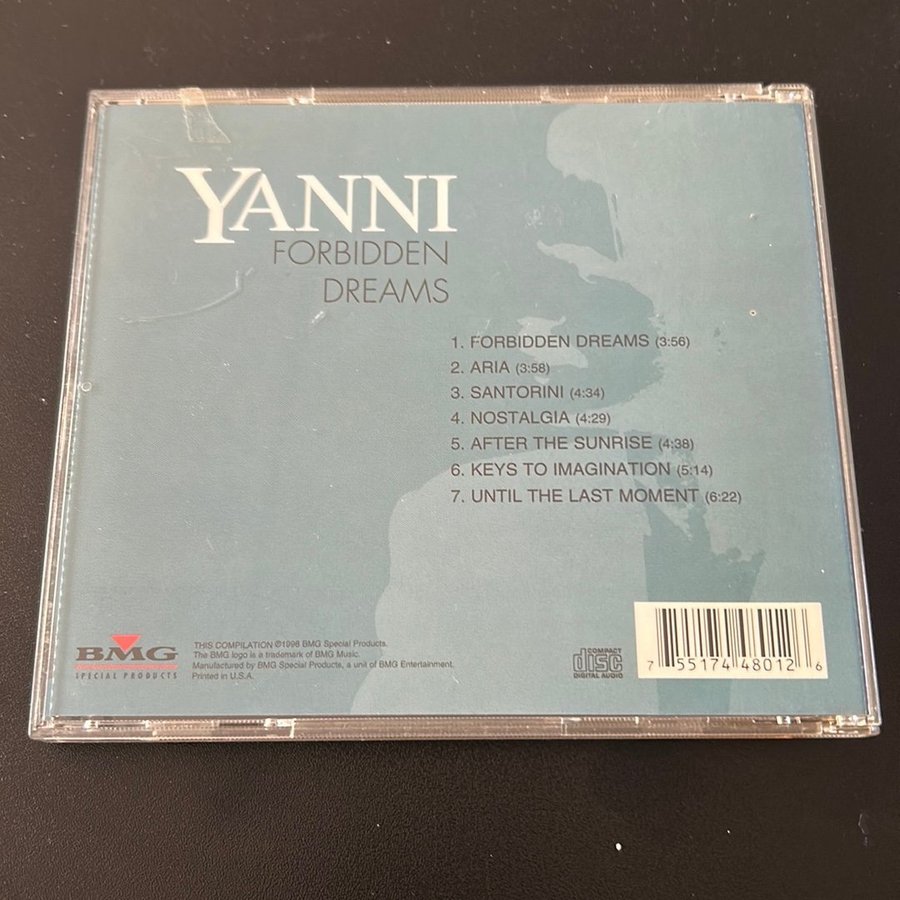 YANNI
FORBIDDEN
DREAMS
1. FORBIDDEN DREAMS (3:56)
2. ARIA (3:58)
3. SANTORINI (4:34)
4. NOSTALGIA (4:29)
5. AFTER THE SUNRISE (4:38)
6. KEYS TO IMAGINATION (5:14)
7. UNTIL THE LAST MOMENT (6:22)
BMG
SPECIAL PRODUCTS
THIS COMPILATION ©1998 BMG Special Products.
The BMG logo is a trademark of BMG Music.
Manufactured by BMG Special Products, a unit of BMG Entertainment.
Printed in U.S.A.
COMPACT
disc
DIGITAL AUDIO
7 55174 48012 6